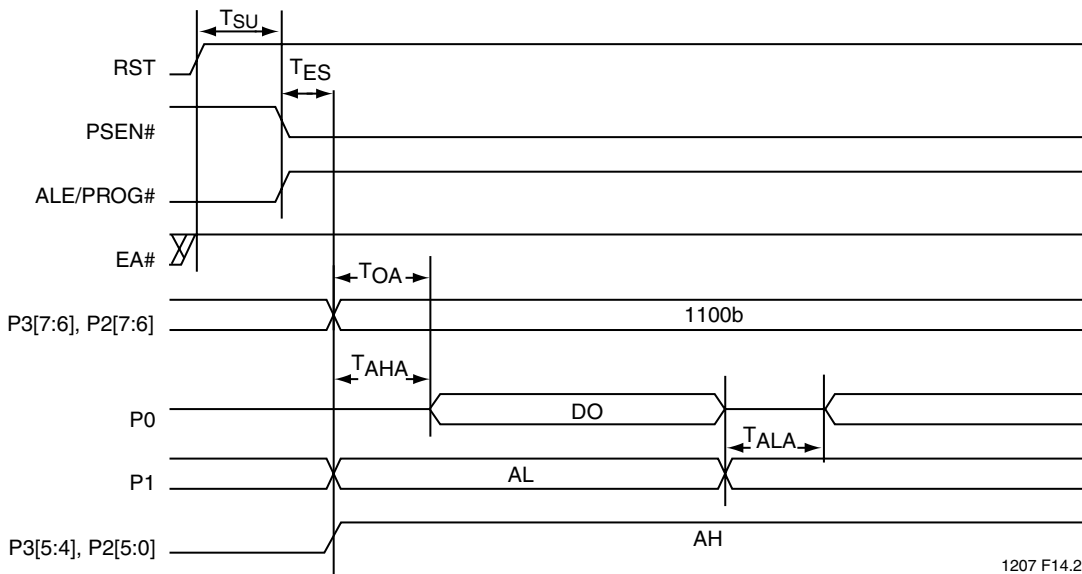 TSU
RST
TES
PSEN#
ALE/PROG#
EA#
TOA
P3[7:6], P2[7:6]
1100b
TAHA
P0
DO
TALA
P1
AL
P3[5:4], P2[5:0]
AH
1207 F14.2